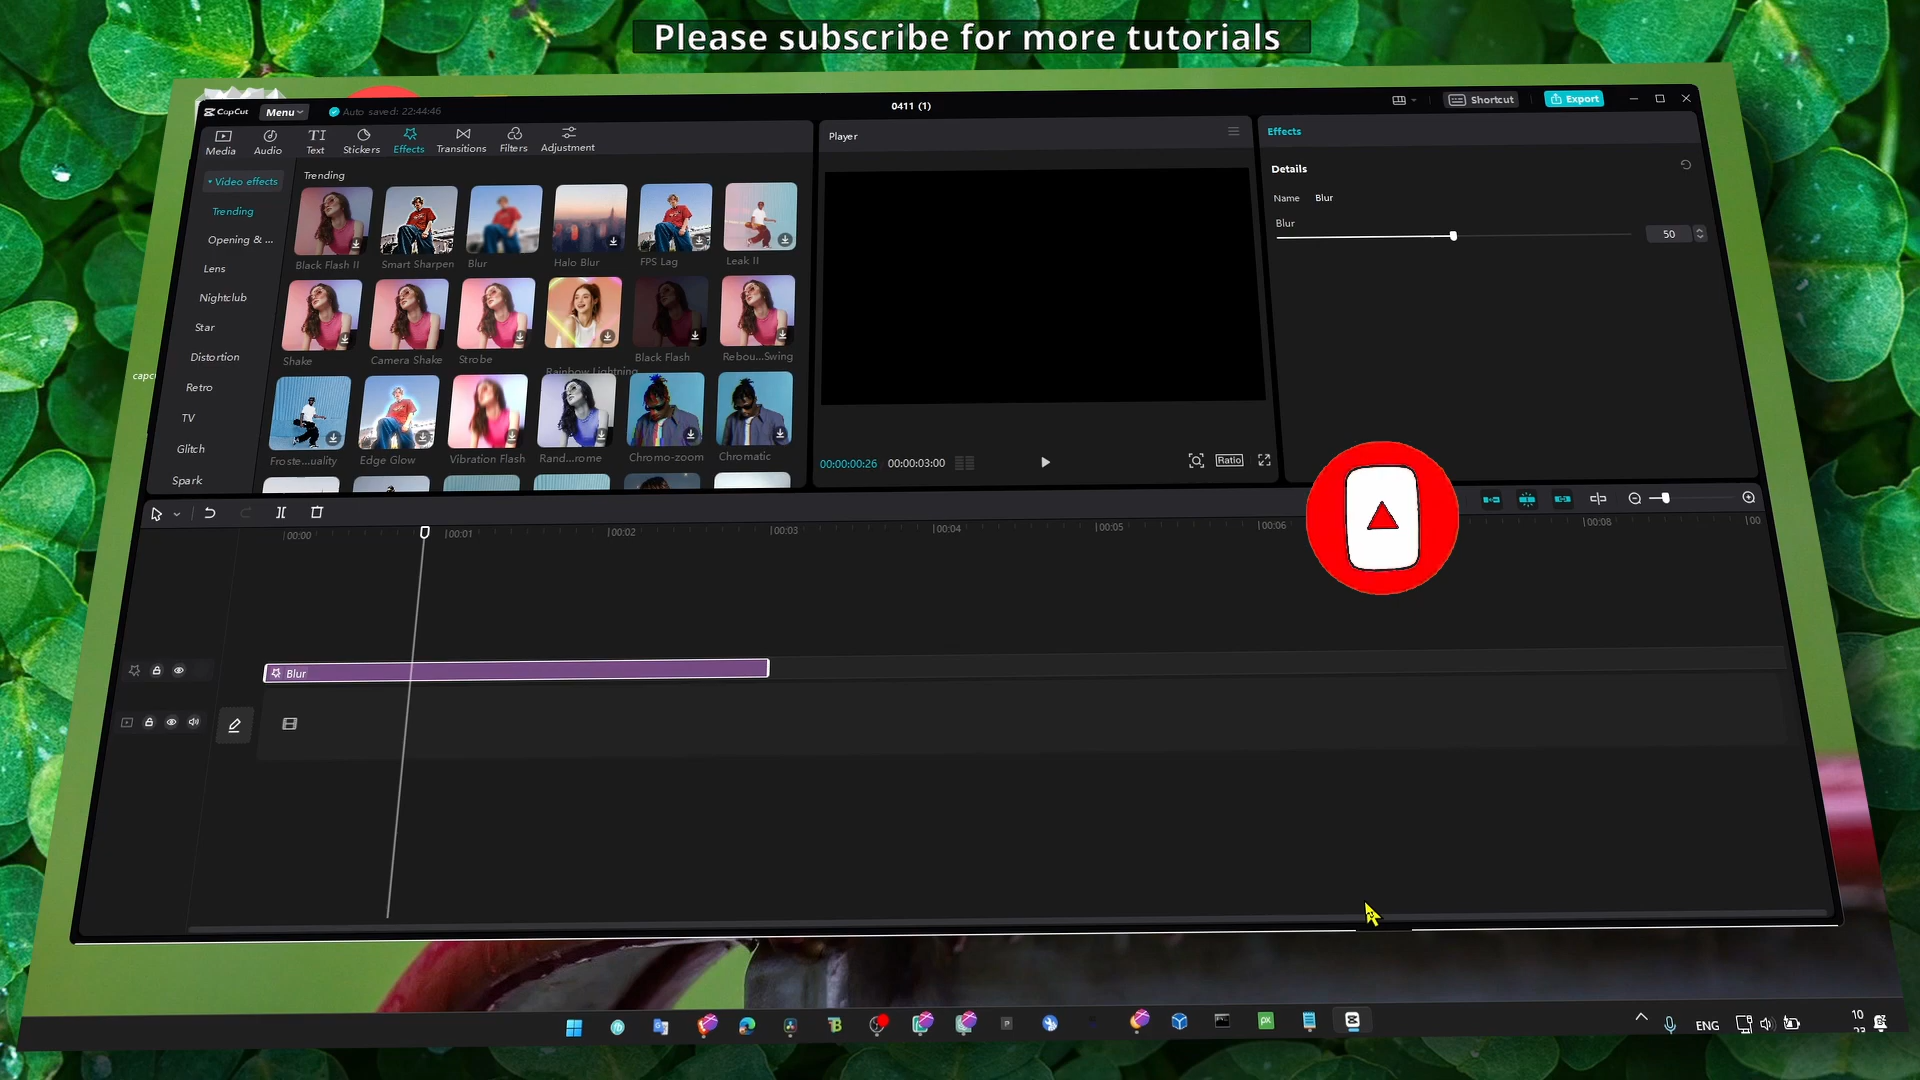 Please subscribe for more tutorials
CapCut
Menu
Auto saved: 22:44:46
0411 (1)
Shortcut
Export
Media
Audio
Text
Stickers
Effects
Transitions
Filters
Adjustment
Player
Effects
Video effects
Trending
Opening & ...
Lens
Nightclub
Star
Distortion
Retro
TV
Glitch
Spark
Trending
Black Flash II
Smart Sharpen
Blur
Halo Blur
FPS Lag
Leak II
Shake
Camera Shake
Strobe
Rainbow Lightning
Black Flash
Rebou...Swing
Froste...uality
Edge Glow
Vibration Flash
Rand...rome
Chromo-zoom
Chromatic
00:00:00:26
00:00:03:00
Ratio
Details
Name Blur
Blur
50
00:00
00:01
00:02
00:03
00:04
00:05
00:06
00:08
00
Blur
capc
ENG
10